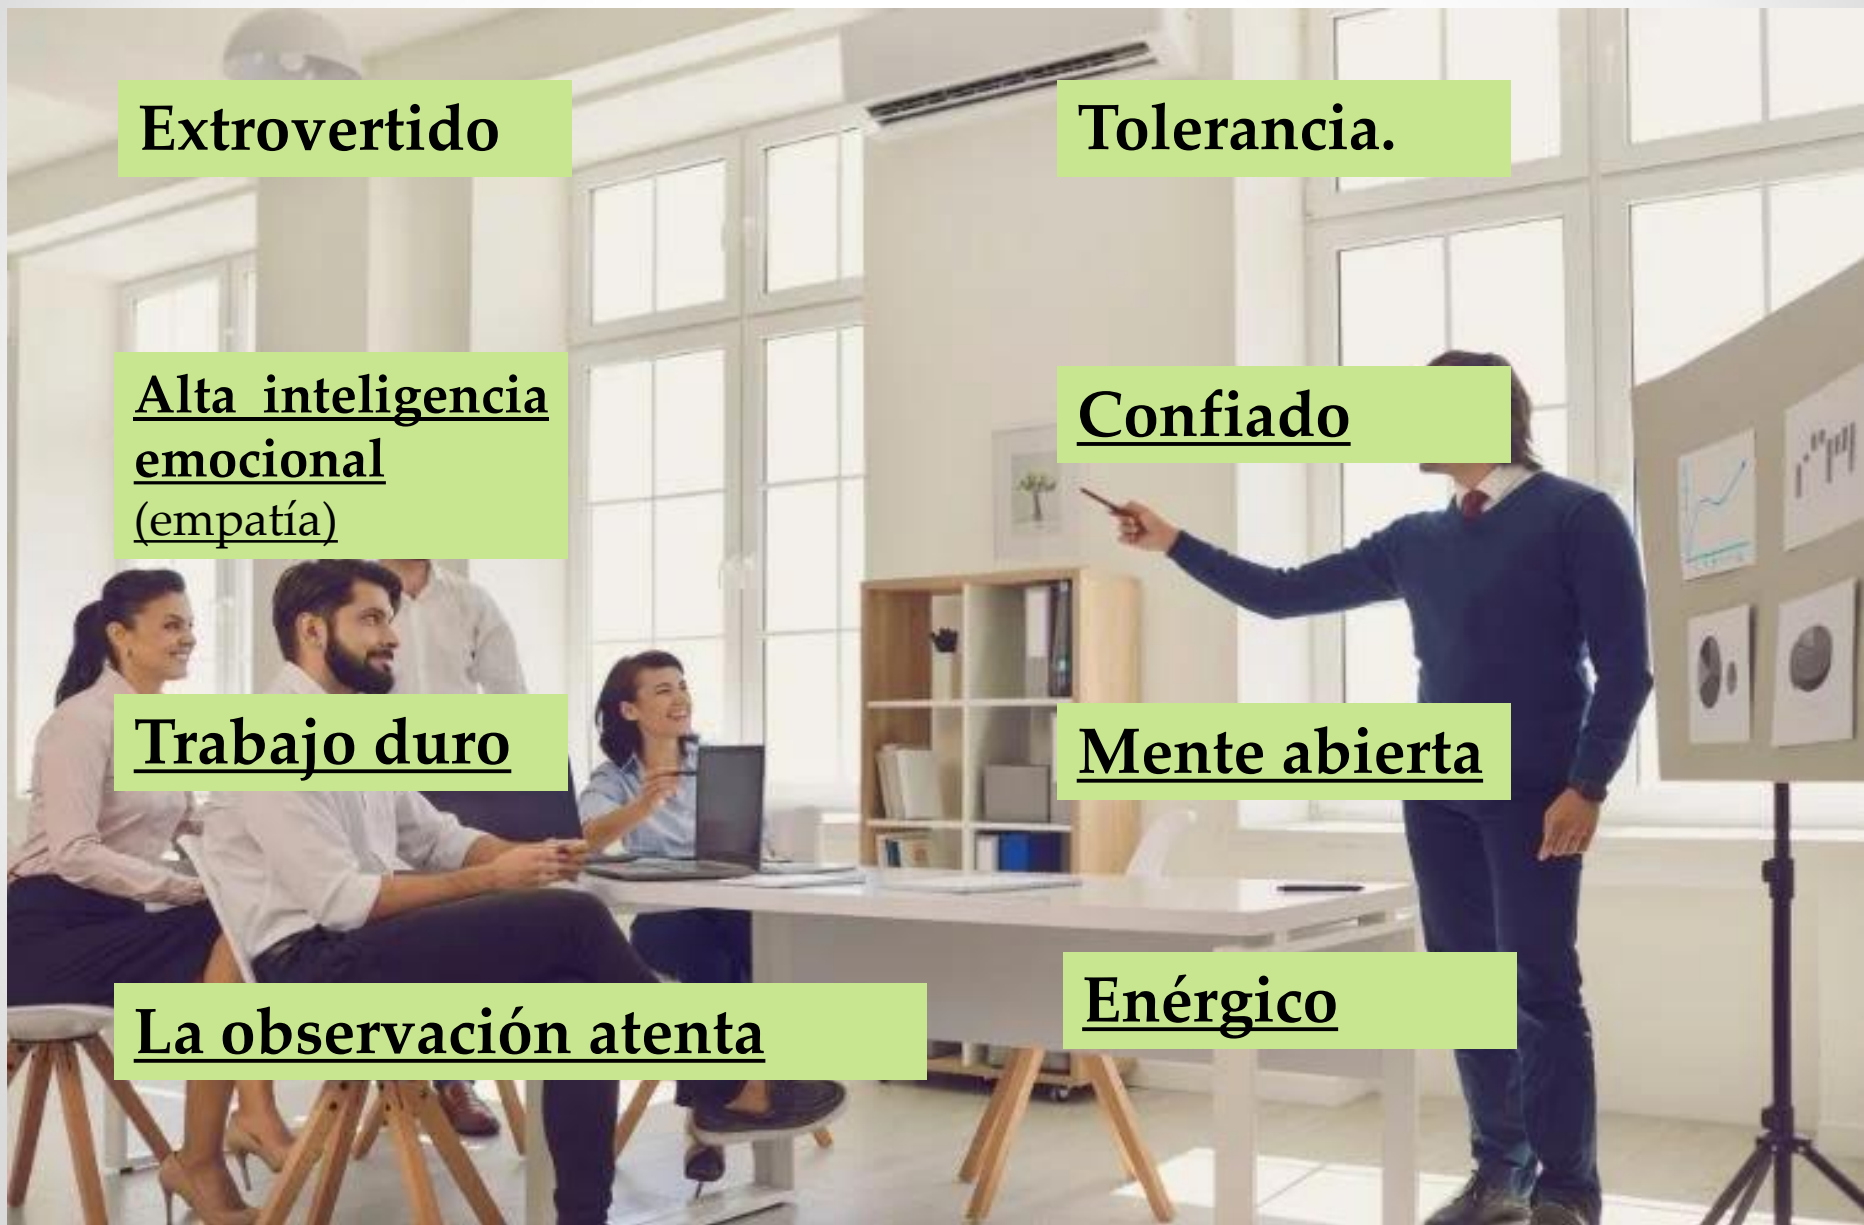 Extrovertido
Tolerancia.
Alta inteligencia
emocional
(empatía)
Confiado
Trabajo duro
Mente abierta
La observación atenta
Enérgico